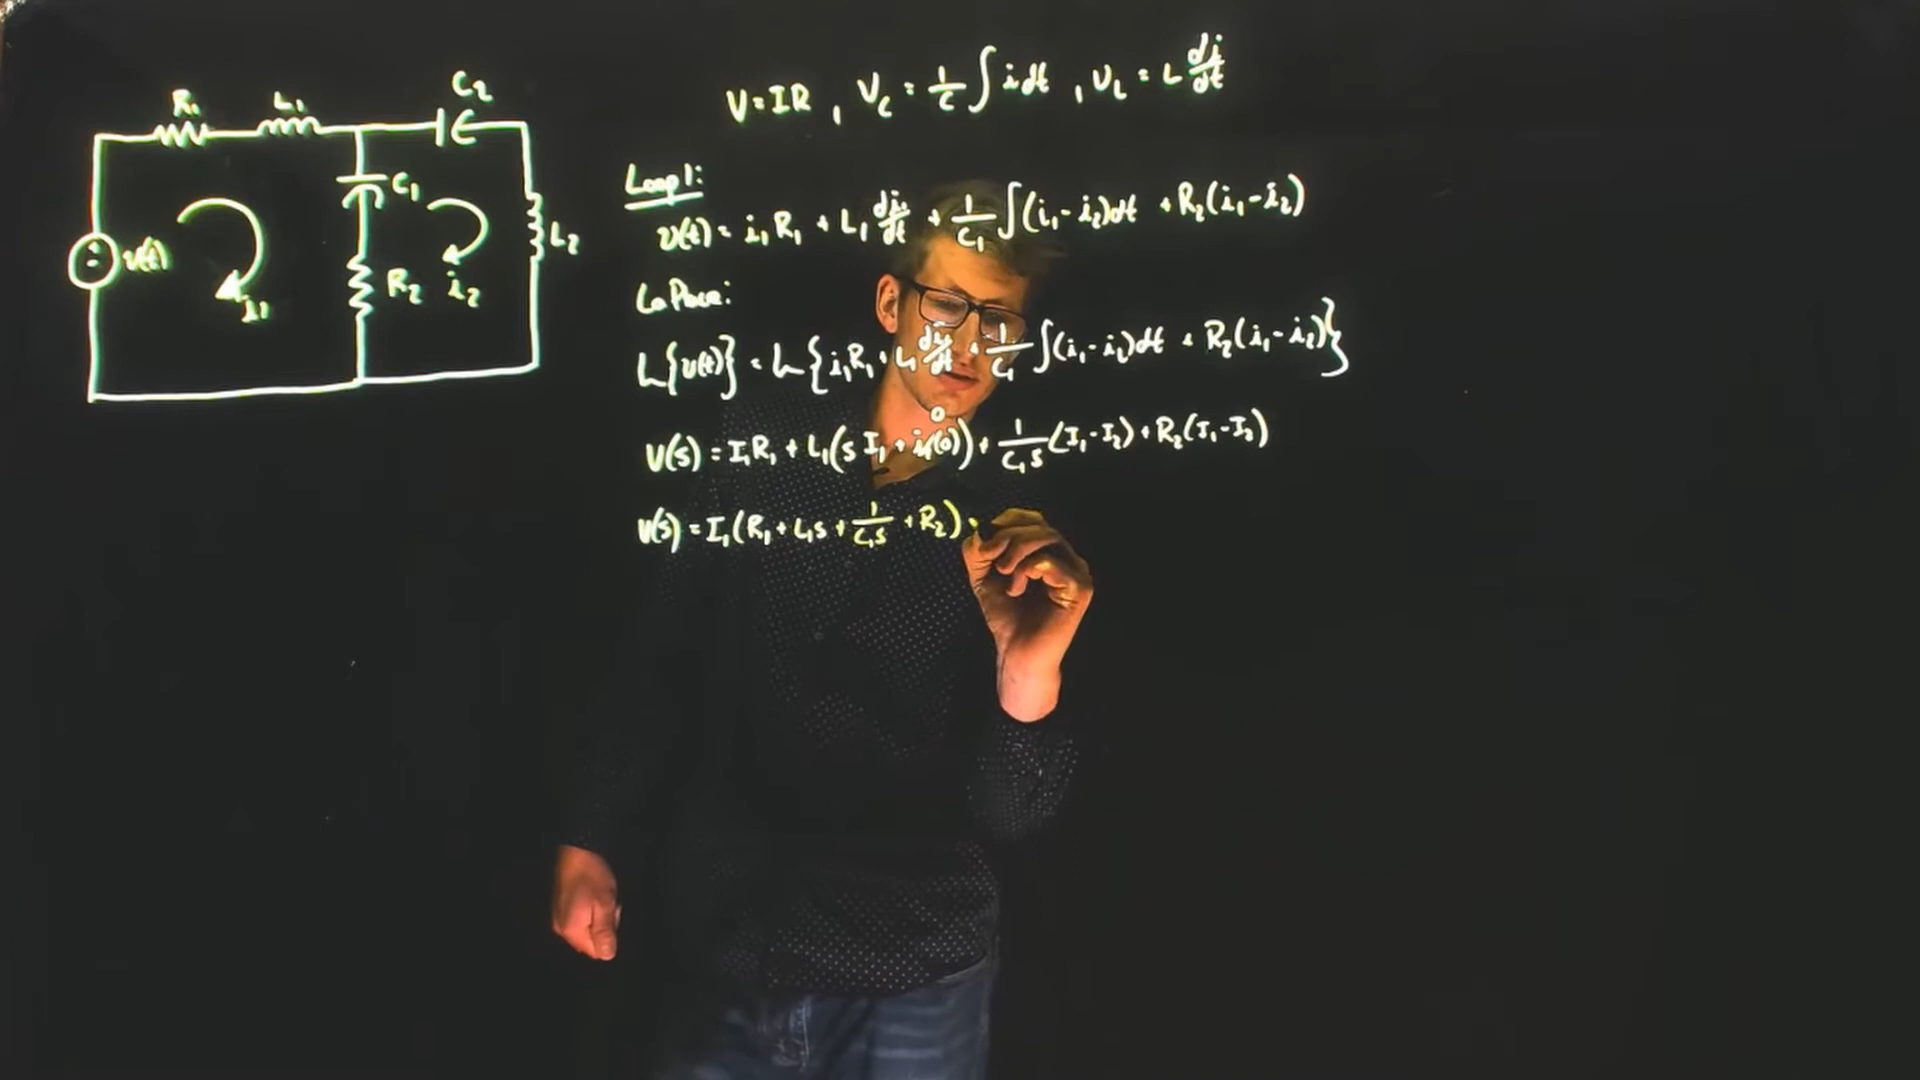 R₁ L₁ C₂
C₁
v(t) L₂
R₂ i₂
i₁
V=IR , V_C = 1/C ∫ i dt , V_L = L di/dt
Loop 1:
v(t) = i₁R₁ + L₁ di₁/dt + 1/C₁ ∫(i₁-i₂)dt + R₂(i₁-i₂)
LaPlace:
L{v(t)} = L{i₁R₁ + L₁ di₁/dt + 1/C₁ ∫(i₁-i₂)dt + R₂(i₁-i₂)}
0
V(s) = I₁R₁ + L₁(s I₁ + i₁(0)) + 1/C₁s (I₁-I₂) + R₂(I₁-I₂)
V(s) = I₁(R₁ + L₁s + 1/C₁s + R₂)